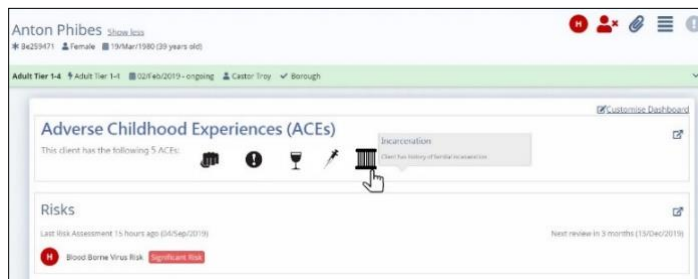 Anton Phibes Show less
H
Be259471 Female 19/Mar/1980 (39 years old)
Adult Tier 1-4 Adult Tier 1-4 02/Feb/2019 - ongoing Castor Troy Borough
Customise Dashboard
Adverse Childhood Experiences (ACEs)
This client has the following 5 ACEs:
Incarceration
Client has history of familial incarceration
Risks
Last Risk Assessment 15 hours ago (04/Sep/2019)
Next review in 3 months (15/Dec/2019)
H Blood Borne Virus Risk Significant Risk